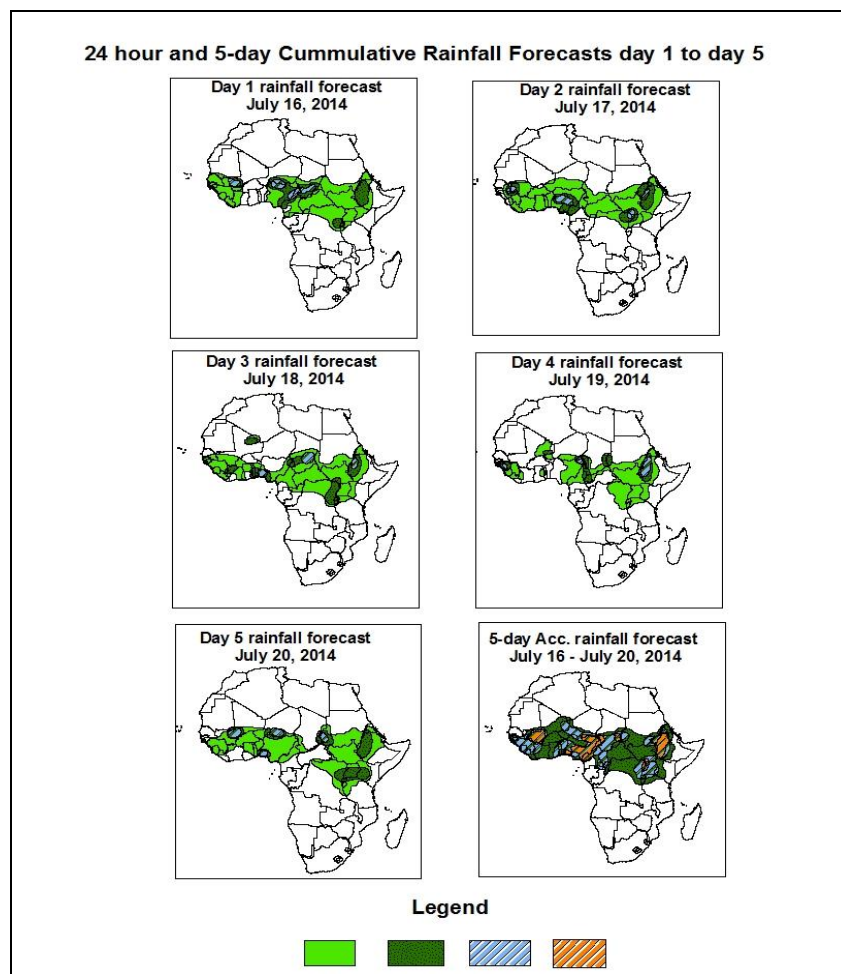 24 hour and 5-day Cummulative Rainfall Forecasts day 1 to day 5
Day 1 rainfall forecast
July 16, 2014
Day 2 rainfall forecast
July 17, 2014
Day 3 rainfall forecast
July 18, 2014
Day 4 rainfall forecast
July 19, 2014
Day 5 rainfall forecast
July 20, 2014
5-day Acc. rainfall forecast
July 16 - July 20, 2014
Legend